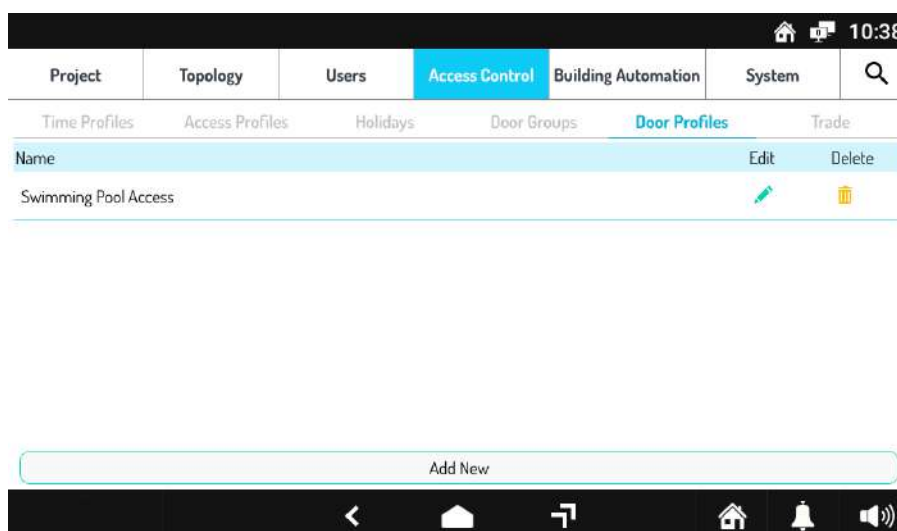 10:38
Project Topology Users Access Control Building Automation System
Time Profiles Access Profiles Holidays Door Groups Door Profiles Trade
Name Edit Delete
Swimming Pool Access
Add New